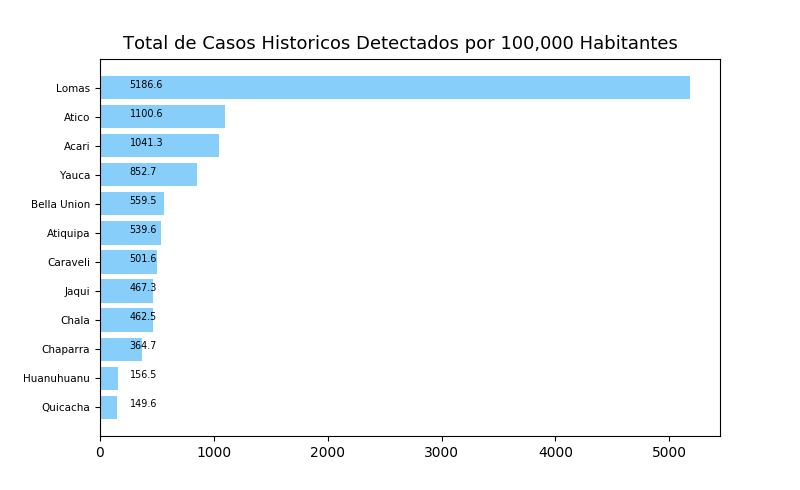 Total de Casos Historicos Detectados por 100,000 Habitantes
Lomas 5186.6
Atico 1100.6
Acari 1041.3
Yauca 852.7
Bella Union 559.5
Atiquipa 539.6
Caraveli 501.6
Jaqui 467.3
Chala 462.5
Chaparra 364.7
Huanuhuanu 156.5
Quicacha 149.6
0 1000 2000 3000 4000 5000